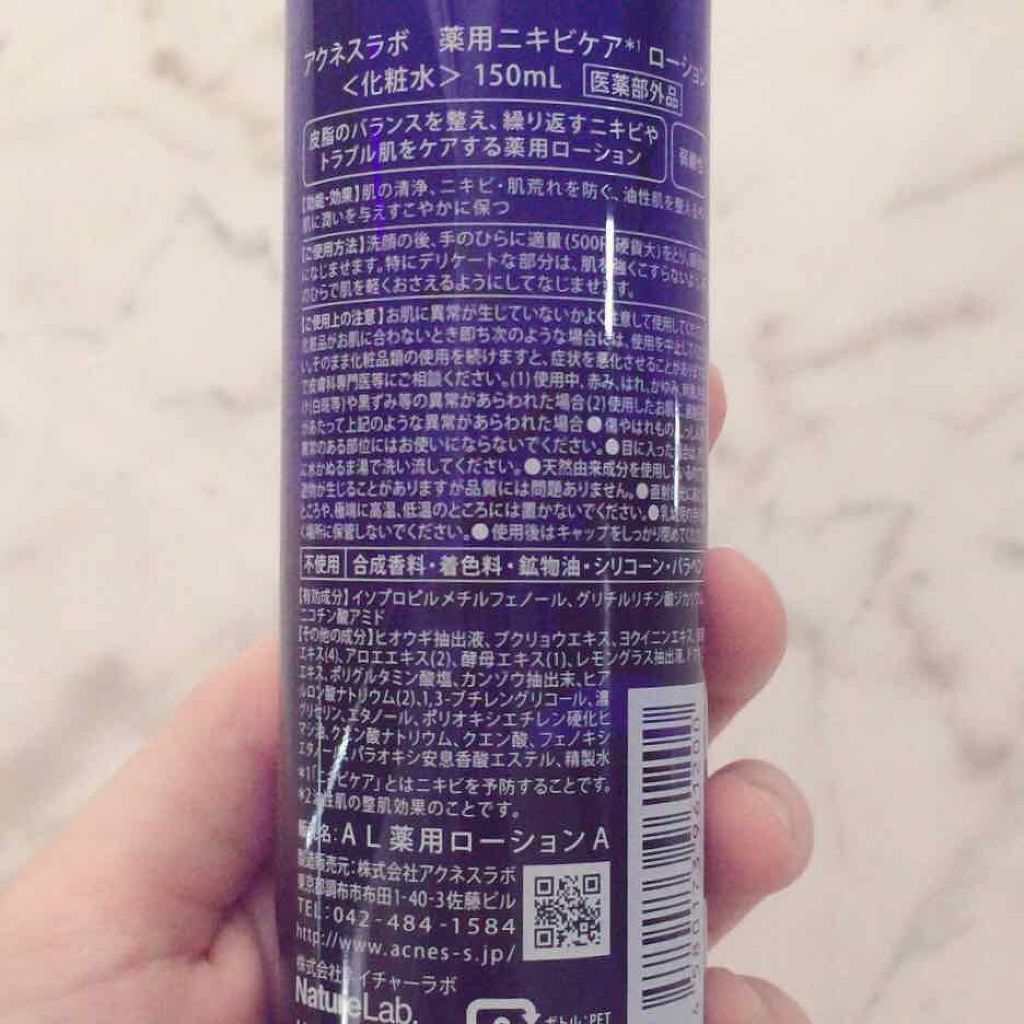 アクネスラボ 薬用ニキビケア*1 ローション
＜化粧水＞ 150mL 医薬部外品
皮脂のバランスを整え、繰り返すニキビや
トラブル肌をケアする薬用ローション
【効能・効果】肌の清浄、ニキビ・肌荒れを防ぐ、油性肌を整える
肌に潤いを与えすこやかに保つ
【ご使用方法】洗顔の後、手のひらに適量(500円硬貨大)をとり、
になじませます。特にデリケートな部分は、肌を強くこすらないよう
のひらで肌を軽くおさえるようにしてなじませます。
【ご使用上の注意】お肌に異常が生じていないかよく注意して使用して
化粧品がお肌に合わないとき即ち次のような場合には、使用を中止して
い。そのまま化粧品類の使用を続けますと、症状を悪化させることがあ
で皮膚科専門医等にご相談ください。(1)使用中、赤み、はれ、かゆみ、刺激、
け(白斑等)や黒ずみ等の異常があらわれた場合(2)使用したお肌に
があたって上記のような異常があらわれた場合●傷やはれもの、しっしん
異常のある部位にはお使いにならないでください。●目に入った
に水かぬるま湯で洗い流してください。●天然由来成分を使用している
物が生じることがありますが品質には問題ありません。●直射
ところや、極端に高温、低温のところには置かないでください。●
場所に保管しないでください。●使用後はキャップをしっかり閉めて
不使用 合成香料・着色料・鉱物油・シリコーン・パラベン
【有効成分】イソプロピルメチルフェノール、グリチルリチン酸ジカリウム
ニコチン酸アミド
【その他の成分】ヒオウギ抽出液、ブクリョウエキス、ヨクイニンエキス、
エキス(4)、アロエエキス(2)、酵母エキス(1)、レモングラス抽出液、
エキス、ポリグルタミン酸塩、カンゾウ抽出末、ヒア
ルロン酸ナトリウム(2)、1,3-ブチレングリコール、濃
グリセリン、エタノール、ポリオキシエチレン硬化ヒ
マシ油、クエン酸ナトリウム、クエン酸、フェノキシ
エタノール、パラオキシ安息香酸エステル、精製水
*1「ニキビケア」とはニキビを予防することです。
*2油性肌の整肌効果のことです。
販売名：ＡＬ薬用ローションA
製造販売元：株式会社アクネスラボ
東京都調布市布田1-40-3佐藤ビル
TEL：042-484-1584
http://www.acnes-s.jp/
株式会社ネイチャーラボ
NatureLab.
ボトル：PET